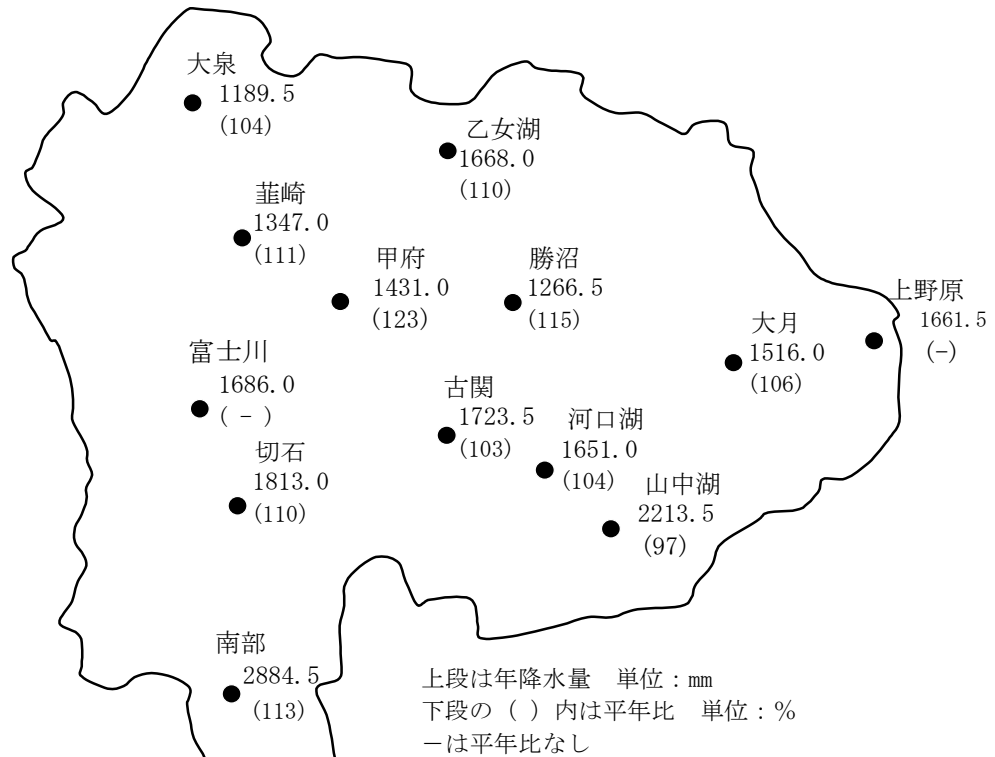 大泉
1189.5
(104)
乙女湖
1668.0
(110)
韮崎
1347.0
(111)
甲府
1431.0
(123)
勝沼
1266.5
(115)
上野原
1661.5
(−)
大月
1516.0
(106)
富士川
1686.0
( − )
古関
1723.5
(103)
河口湖
1651.0
(104)
切石
1813.0
(110)
山中湖
2213.5
(97)
南部
2884.5
(113)
上段は年降水量　単位：mm
下段の（ ）内は平年比　単位：%
−は平年比なし